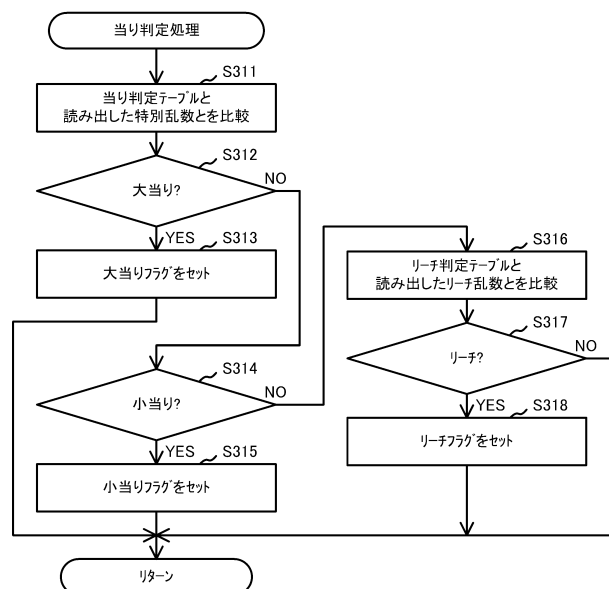 当り判定処理
S311
当り判定テーブルと
読み出した特別乱数とを比較
S312
大当り?
NO
YES
S313
大当りフラグをセット
S314
小当り?
NO
YES
S315
小当りフラグをセット
S316
リーチ判定テーブルと
読み出したリーチ乱数とを比較
S317
リーチ?
NO
YES
S318
リーチフラグをセット
リターン